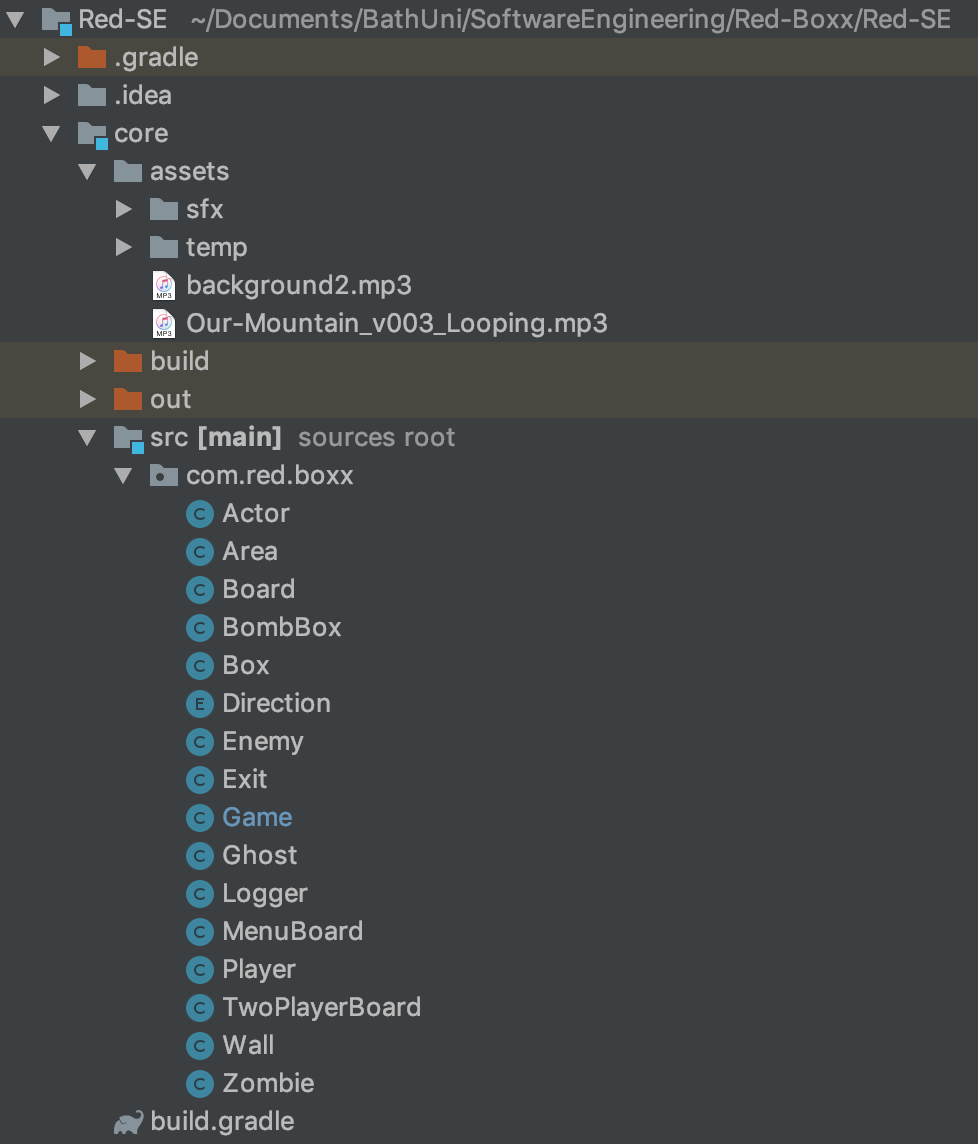 Red-SE ~/Documents/BathUni/SoftwareEngineering/Red-Boxx/Red-SE
.gradle
.idea
core
assets
sfx
temp
MP3 background2.mp3
MP3 Our-Mountain_v003_Looping.mp3
build
out
src [main] sources root
com.red.boxx
C Actor
C Area
C Board
C BombBox
C Box
E Direction
C Enemy
C Exit
C Game
C Ghost
C Logger
C MenuBoard
C Player
C TwoPlayerBoard
C Wall
C Zombie
build.gradle